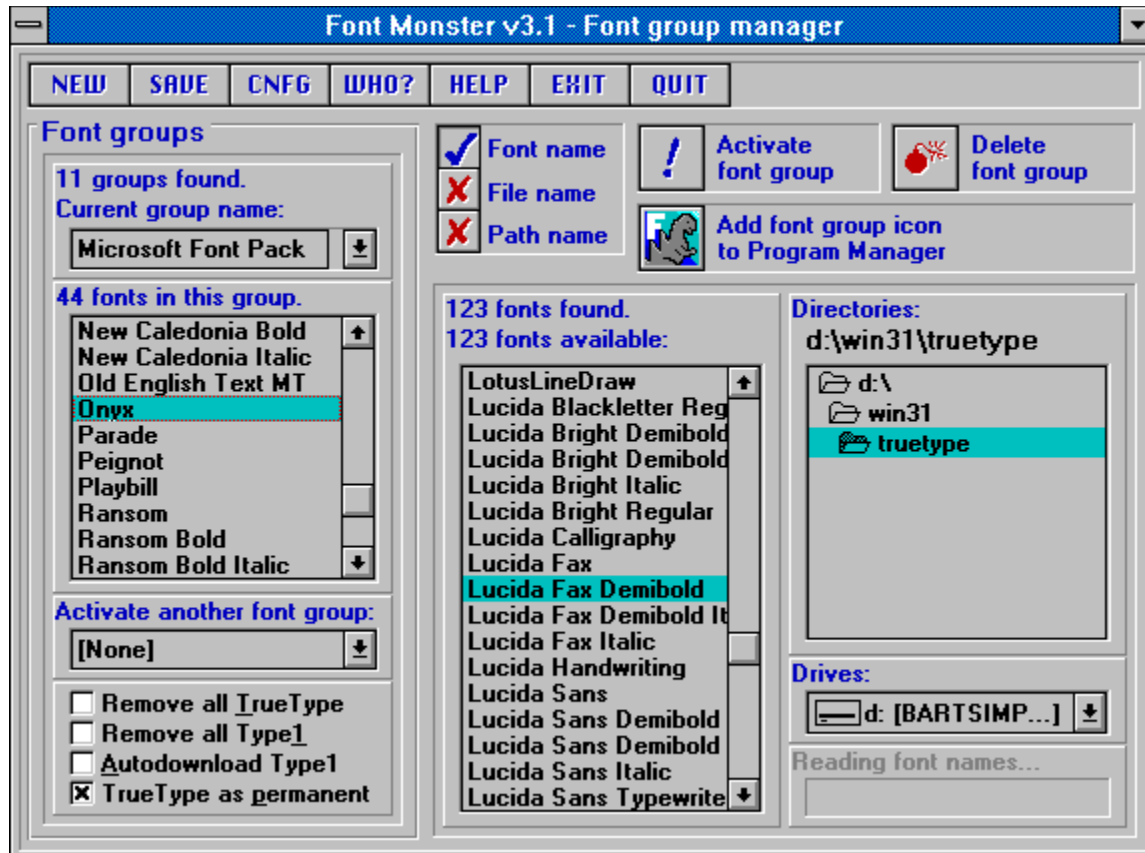 Font Monster v3.1 - Font group manager
NEW SAVE CNFG WHO? HELP EXIT QUIT
Font groups
11 groups found.
Current group name:
Microsoft Font Pack
44 fonts in this group.
New Caledonia Bold
New Caledonia Italic
Old English Text MT
Onyx
Parade
Peignot
Playbill
Ransom
Ransom Bold
Ransom Bold Italic
Activate another font group:
[None]
Remove all TrueType
Remove all Type1
Autodownload Type1
TrueType as permanent
Font name
File name
Path name
! Activate
font group
Delete
font group
Add font group icon
to Program Manager
123 fonts found.
123 fonts available:
LotusLineDraw
Lucida Blackletter Reg
Lucida Bright Demibold
Lucida Bright Demibold
Lucida Bright Italic
Lucida Bright Regular
Lucida Calligraphy
Lucida Fax
Lucida Fax Demibold
Lucida Fax Demibold It
Lucida Fax Italic
Lucida Handwriting
Lucida Sans
Lucida Sans Demibold
Lucida Sans Demibold
Lucida Sans Italic
Lucida Sans Typewrite
Directories:
d:\win31\truetype
d:\
win31
truetype
Drives:
d: [BARTSIMP...]
Reading font names...